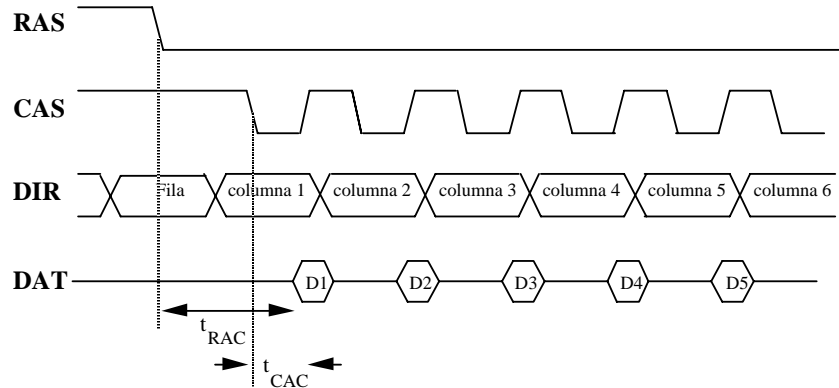 RAS
CAS
DIR Fila columna 1 columna 2 columna 3 columna 4 columna 5 columna 6
DAT D1 D2 D3 D4 D5
tRAC
tCAC